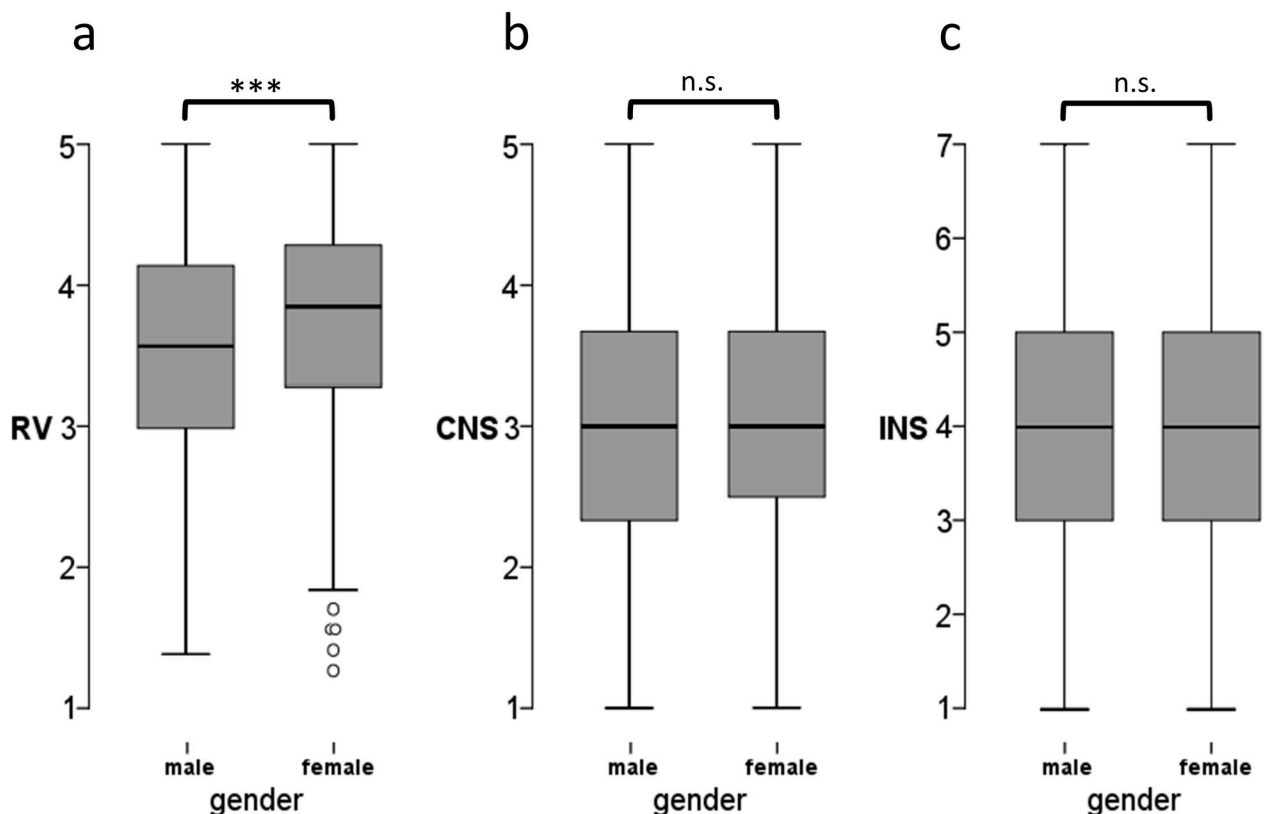 a
***
5
4
RV 3
2
1
male female
gender
b
n.s.
5
4
CNS 3
2
1
male female
gender
c
n.s.
7
6
5
INS 4
3
2
1
male female
gender